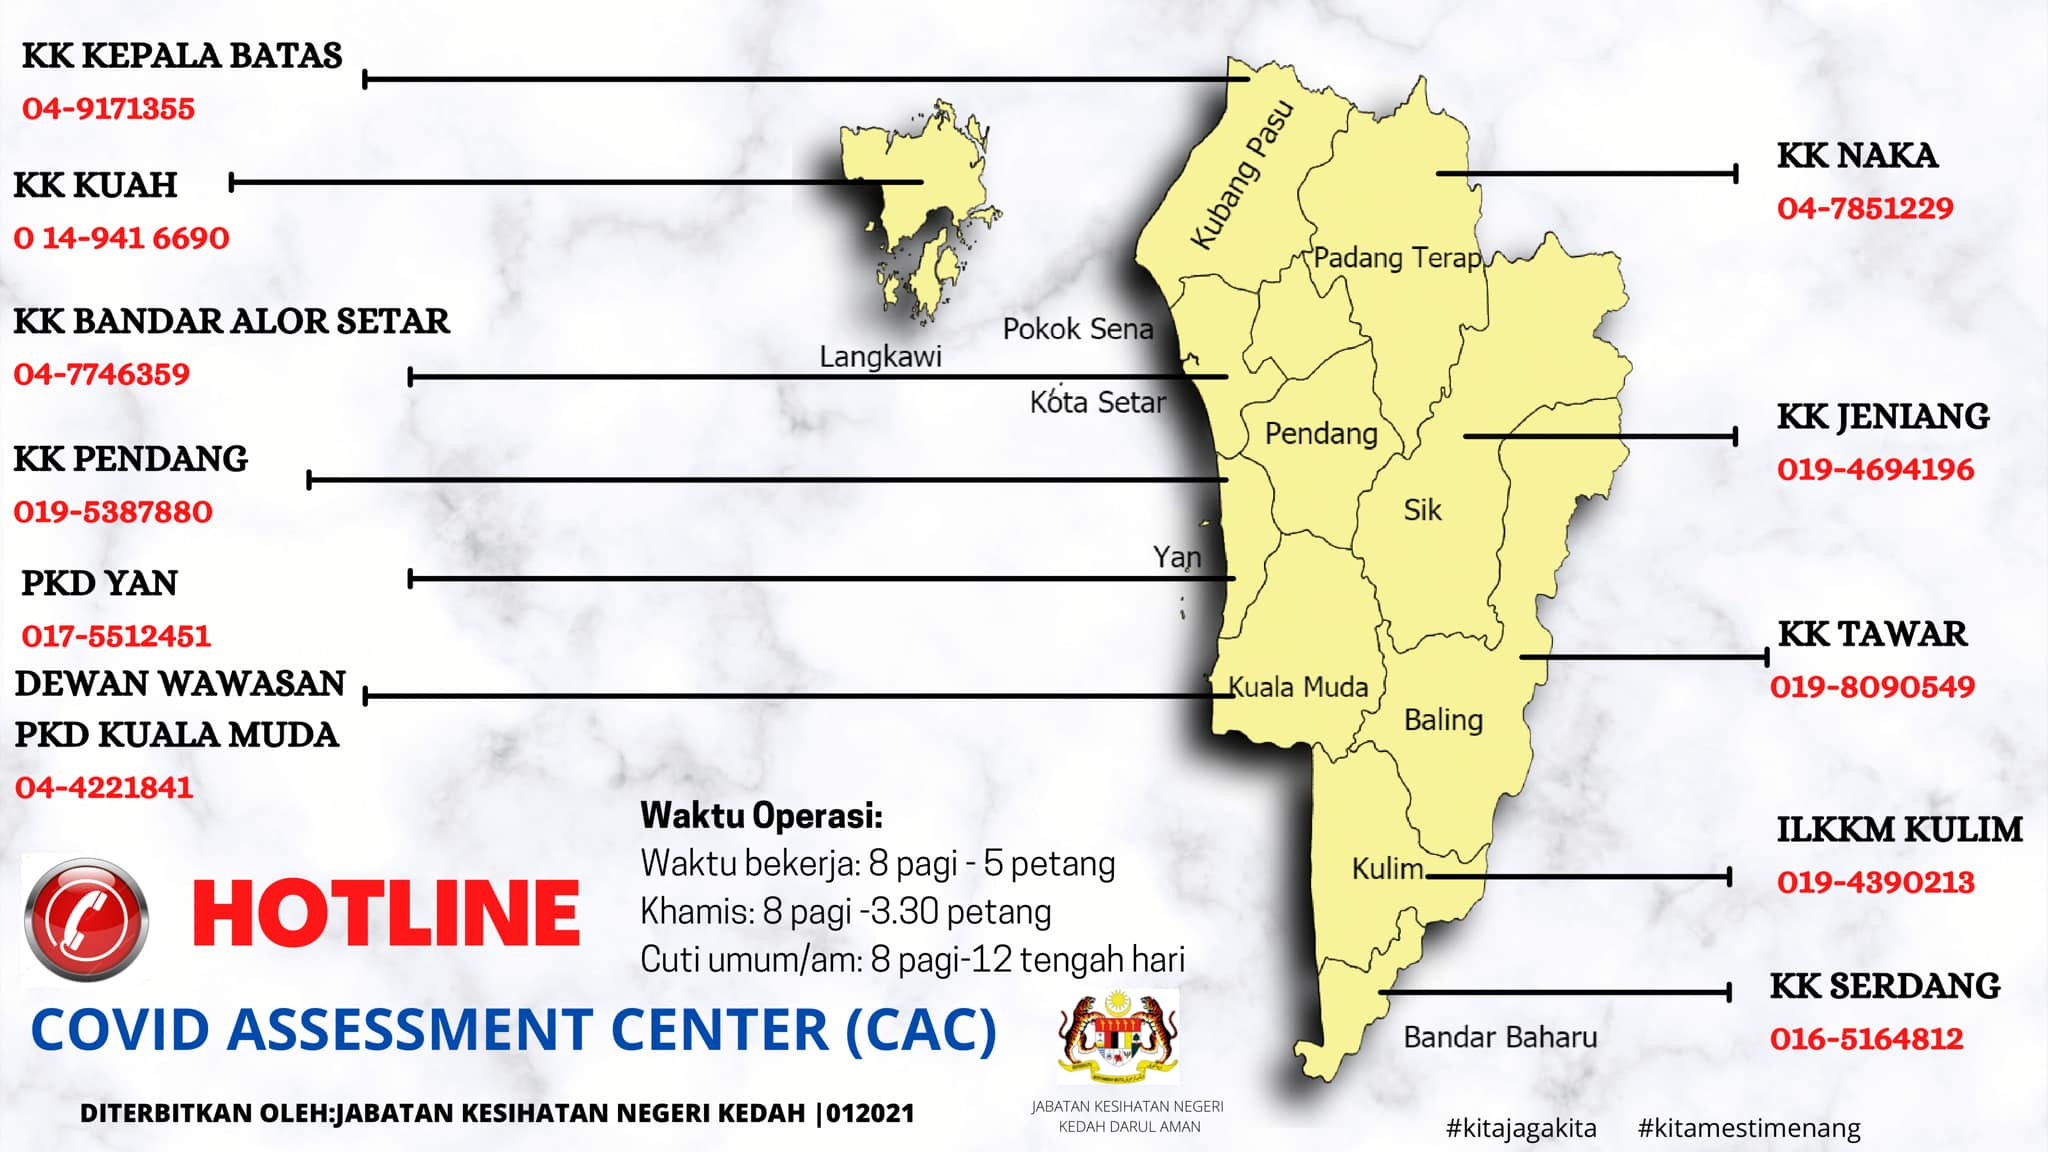 KK KEPALA BATAS
04-9171355
KK KUAH
0 14-941 6690
KK BANDAR ALOR SETAR
04-7746359
KK PENDANG
019-5387880
PKD YAN
017-5512451
DEWAN WAWASAN
PKD KUALA MUDA
04-4221841
Langkawi
Pokok Sena
Kota Setar
Yan
Kubang Pasu
Padang Terap
Pendang
Sik
Kuala Muda
Baling
Kulim
Bandar Baharu
KK NAKA
04-7851229
KK JENIANG
019-4694196
KK TAWAR
019-8090549
ILKKM KULIM
019-4390213
KK SERDANG
016-5164812
Waktu Operasi:
Waktu bekerja: 8 pagi - 5 petang
Khamis: 8 pagi -3.30 petang
Cuti umum/am: 8 pagi-12 tengah hari
HOTLINE
COVID ASSESSMENT CENTER (CAC)
DITERBITKAN OLEH:JABATAN KESIHATAN NEGERI KEDAH |012021
JABATAN KESIHATAN NEGERI
KEDAH DARUL AMAN
#kitajagakita #kitamestimenang